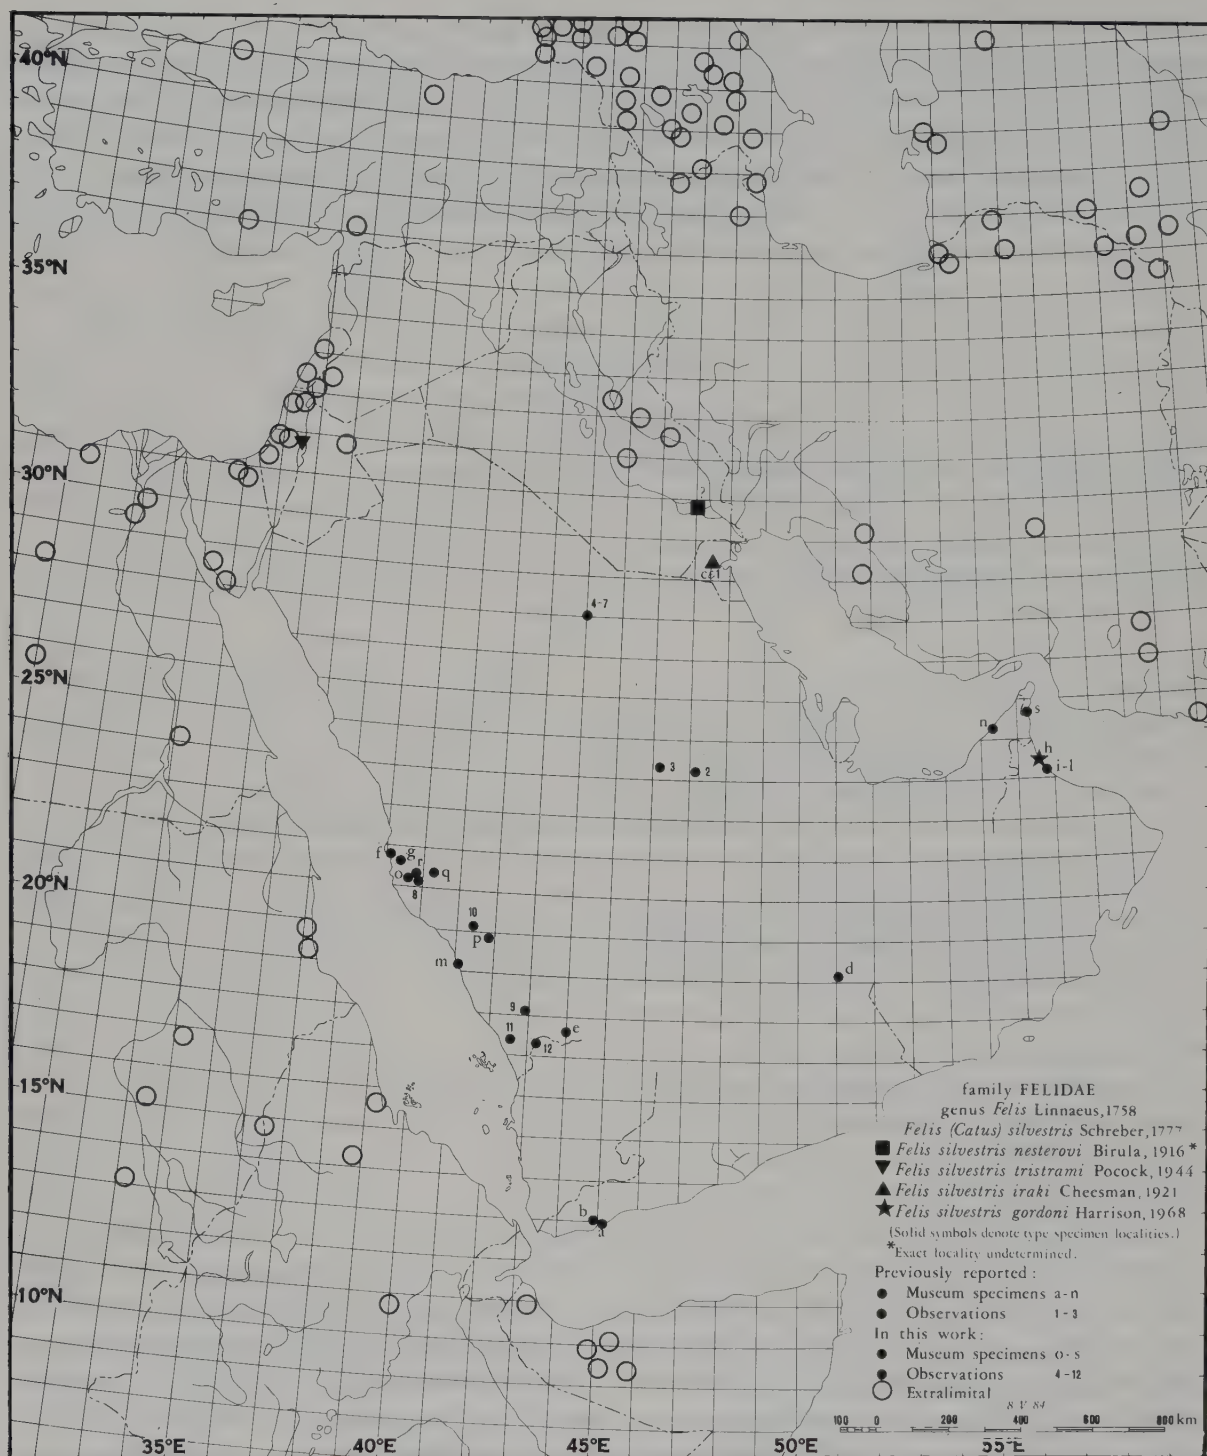 40°N
35°N
30°N
?
c&1
4-7
25°N
s
n
h
3
2
i-l
f
g
r
o
q
20°N
8
10
p
m
d
9
e
11
12
15°N
family FELIDAE
genus Felis Linnaeus,1758
Felis (Catus) silvestris Schreber,1777
Felis silvestris nesterovi Birula, 1916*
Felis silvestris tristrami Pocock, 1944
Felis silvestris iraki Cheesman, 1921
Felis silvestris gordoni Harrison, 1968
(Solid symbols denote type specimen localities.)
*Exact locality undetermined.
b
a
Previously reported:
Museum specimens a-n
10°N
Observations 1-3
In this work:
Museum specimens o-s
Observations 4-12
Extralimital
8 V 84
100 0 200 400 600 800 km
35°E 40°E 45°E 50°E 55°E